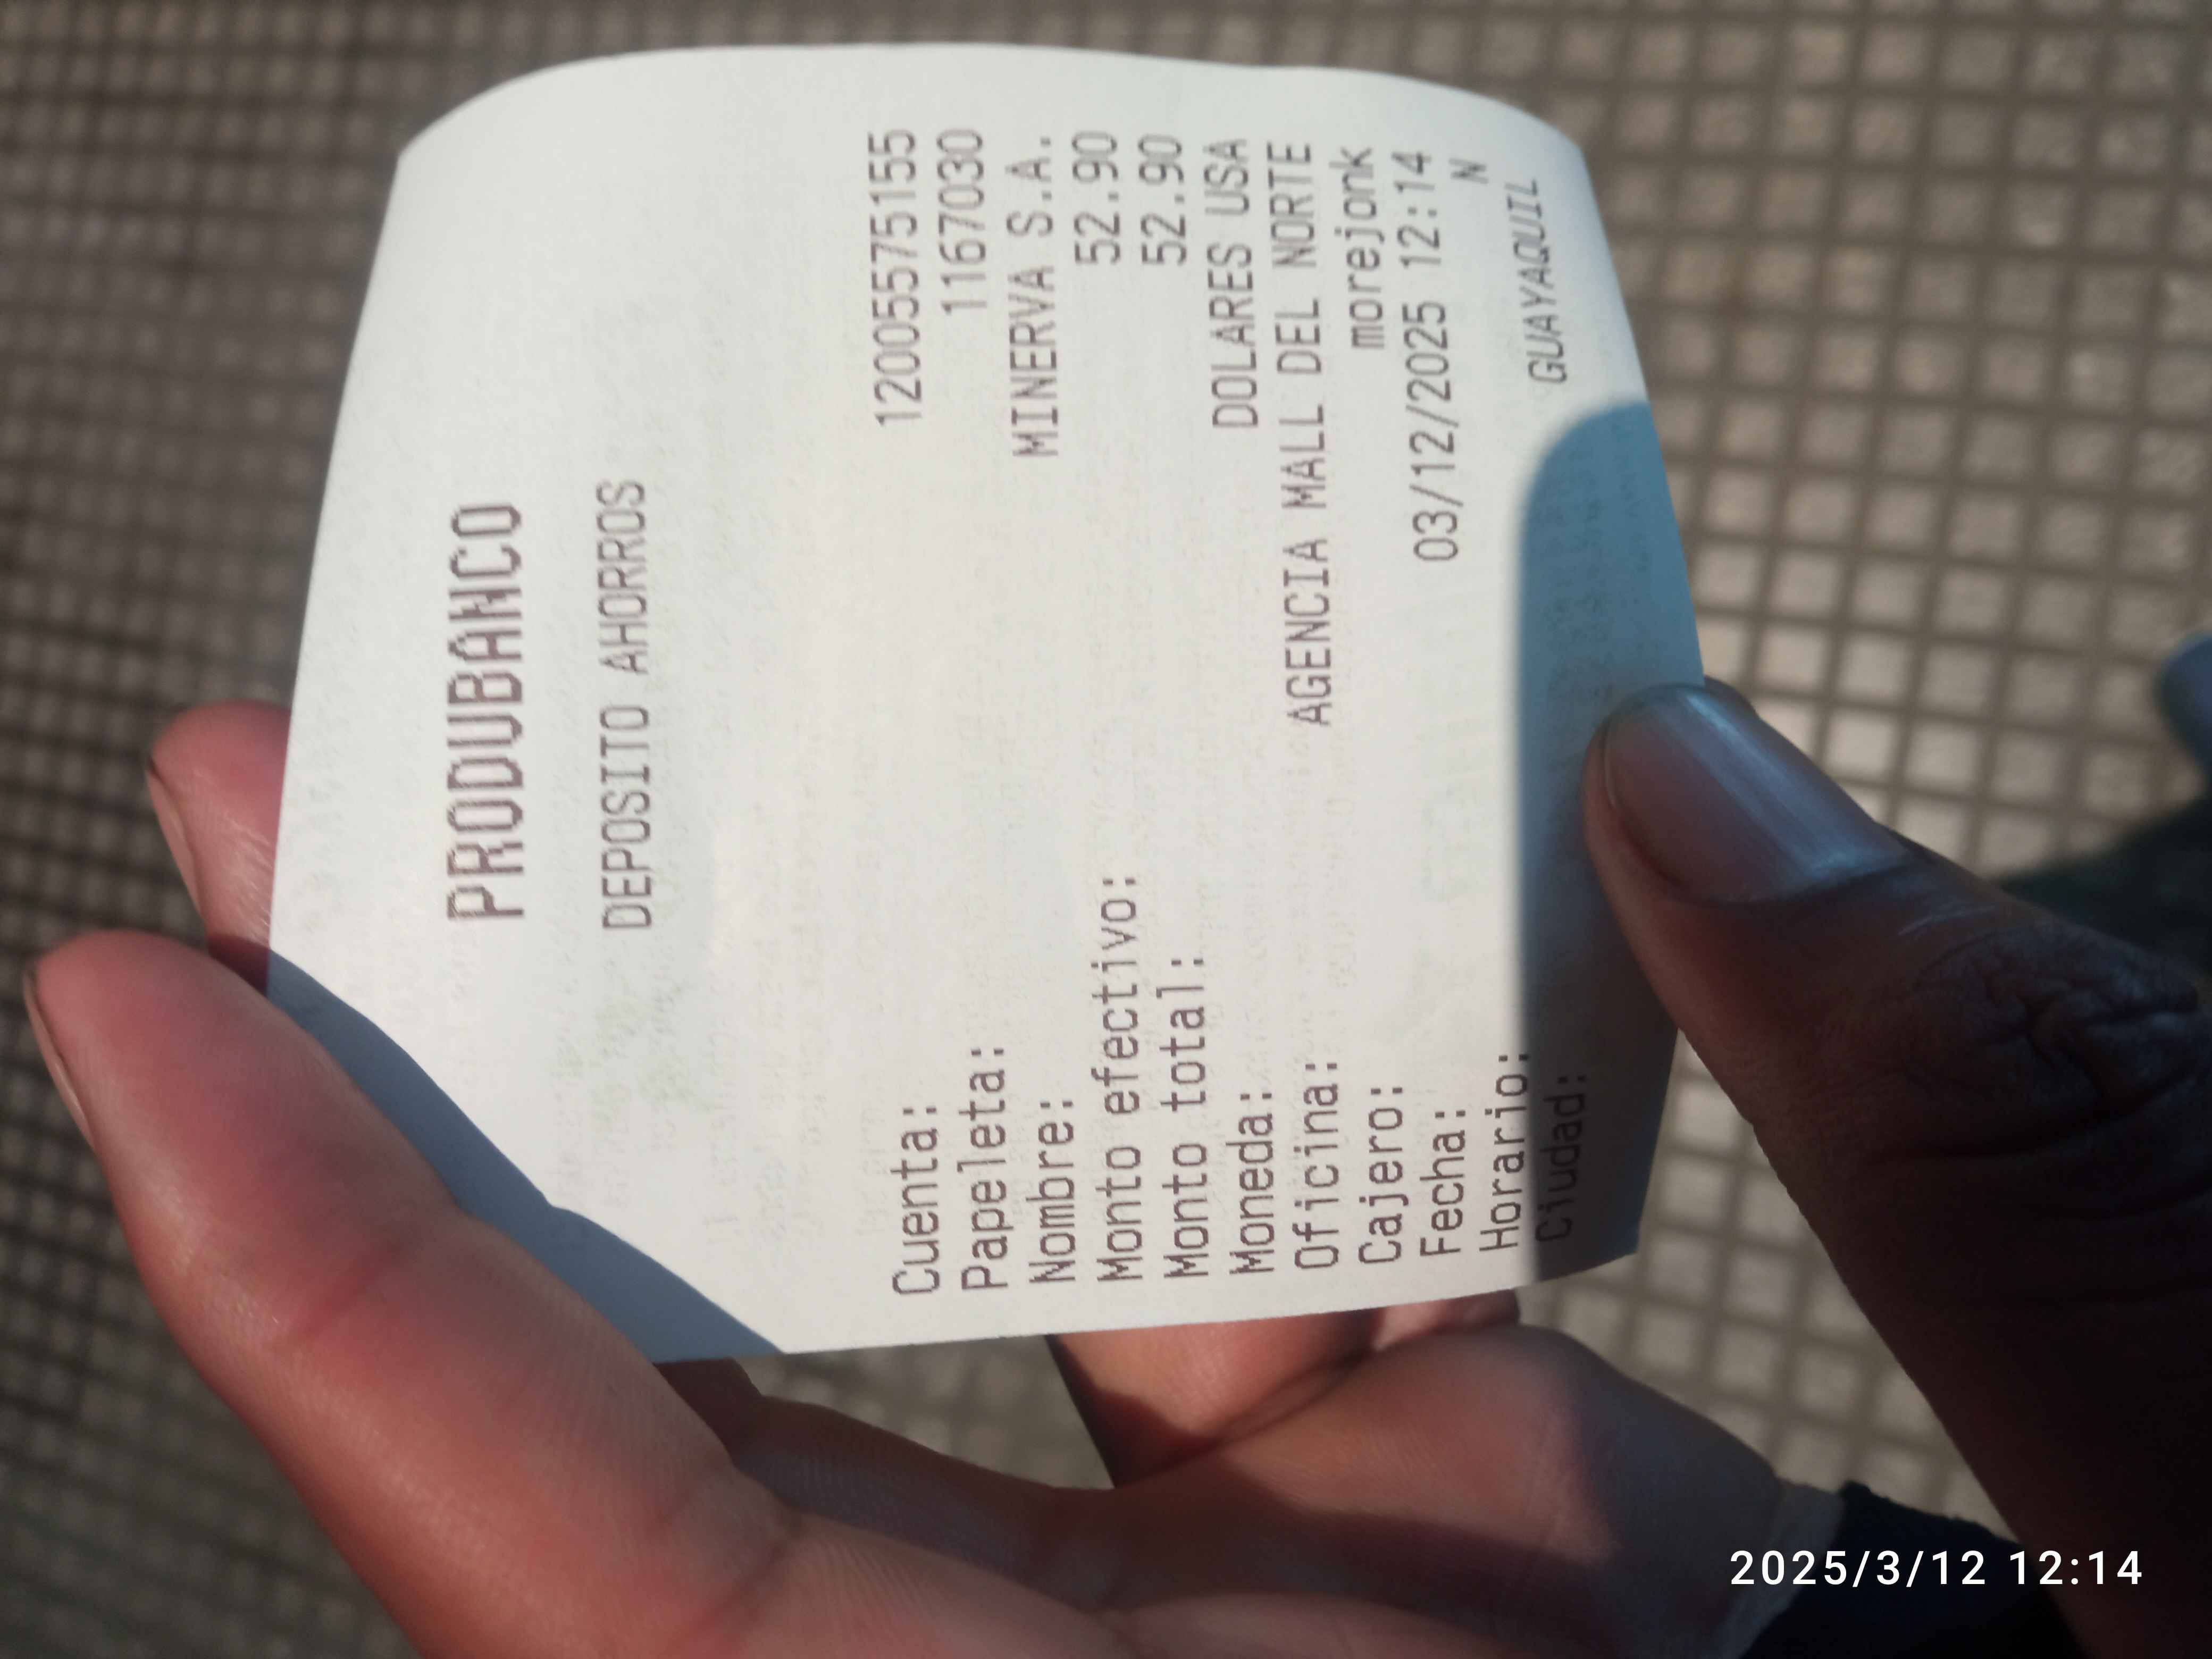 PRODUBANCO
DEPOSITO AHORROS
Cuenta: 12005575155
Papeleta: 1167030
Nombre: MINERVA S.A.
Monto efectivo: 52.90
Monto total: 52.90
Moneda: DOLARES USA
Oficina: AGENCIA MALL DEL NORTE
Cajero: morejonk
Fecha: 03/12/2025 12:14
Horario: N
Ciudad: GUAYAQUIL
2025/3/12 12:14